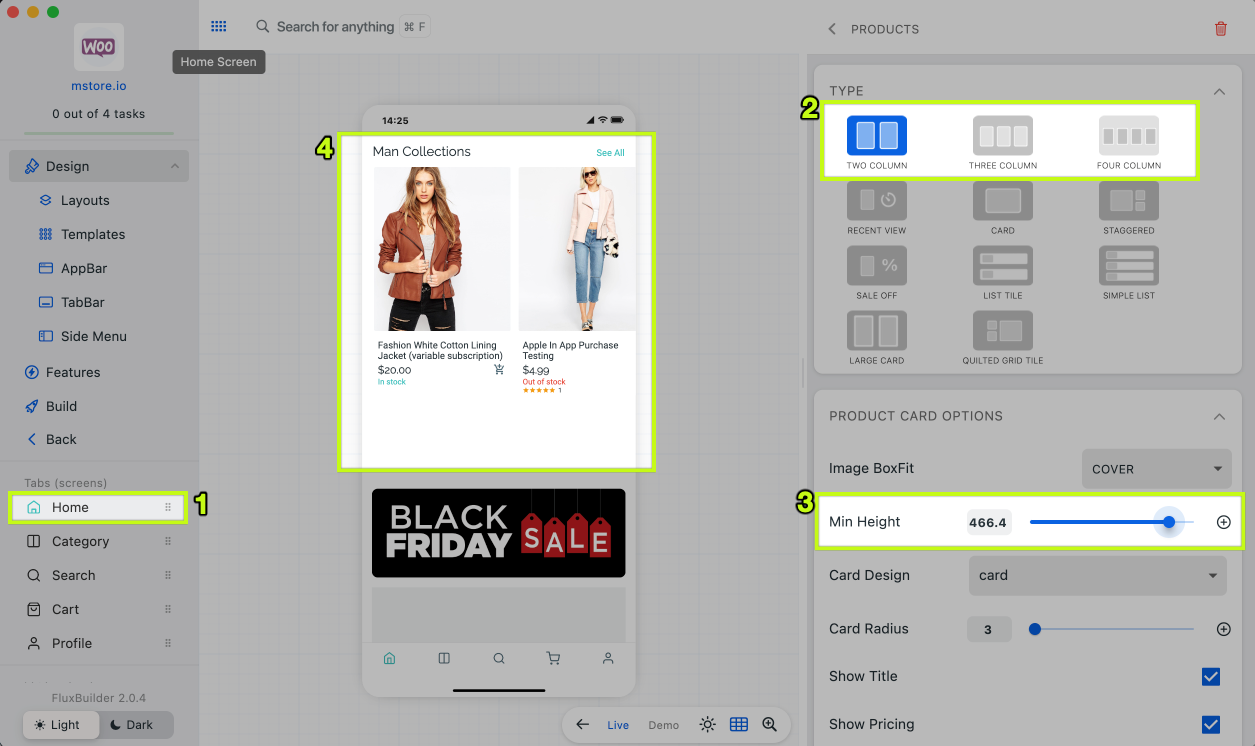 WOO
mstore.io
0 out of 4 tasks
Design
Layouts
Templates
AppBar
TabBar
Side Menu
Features
Build
Back
Tabs (screens)
Home
1
Category
Search
Cart
Profile
FluxBuilder 2.0.4
Light
Dark
Search for anything
⌘ F
Home Screen
14:25
4
Man Collections
See All
Fashion White Cotton Lining
Jacket (variable subscription)
$20.00
In stock
Apple In App Purchase
Testing
$4.99
Out of stock
★★★★★ 1
BLACK
FRIDAY
SALE
Live
Demo
PRODUCTS
TYPE
2
TWO COLUMN
THREE COLUMN
FOUR COLUMN
RECENT VIEW
CARD
STAGGERED
%
SALE OFF
LIST TILE
SIMPLE LIST
LARGE CARD
QUILTED GRID TILE
PRODUCT CARD OPTIONS
Image BoxFit
COVER
3
Min Height
466.4
Card Design
card
Card Radius
3
Show Title
Show Pricing